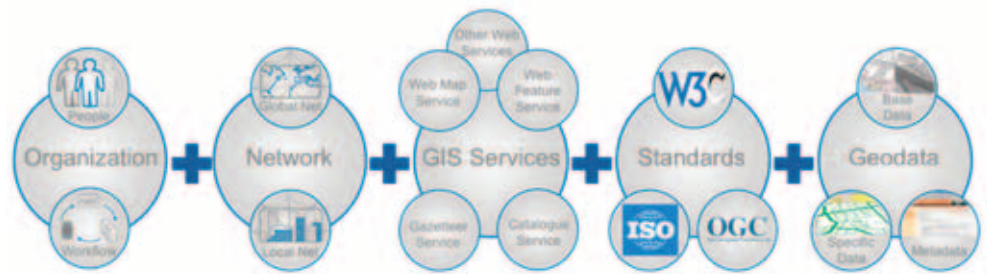 People
Organization
Workflow
Global Net
Network
Local Net
Other Web
Services
Web Map
Service
Web
Feature
Service
GIS Services
Gazetteer
Service
Catalogue
Service
W3C
Standards
ISO
OGC
Base
Data
Geodata
Specific
Data
Metadata